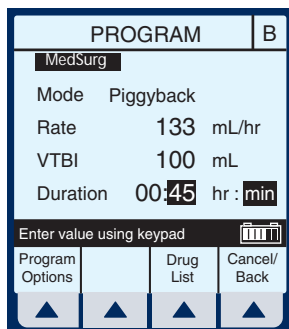 PROGRAM B
MedSurg
Mode Piggyback
Rate 133 mL/hr
VTBI 100 mL
Duration 00:45 hr : min
Enter value using keypad
Program Options Drug List Cancel/ Back